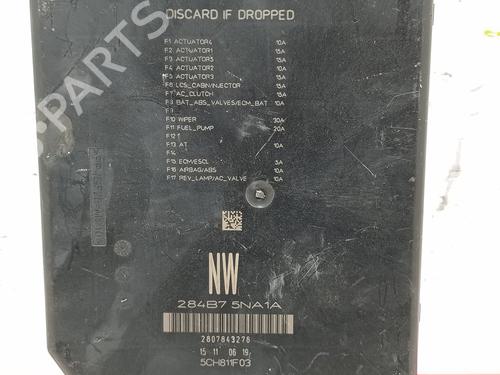 DISCARD IF DROPPED
F1 ACTUATOR4 10A
F2 ACTUATOR1 15A
F3 ACTUATOR5 15A
F4 ACTUATOR2 10A
F5 ACTUATOR3 15A
F6 LCS_CABIN/INJECTOR 15A
F7 AC_CLUTCH 15A
F8 BAT_ABS_VALVES/ECM_BAT 10A
F9
F10 WIPER 30A
F11 FUEL_PUMP 20A
F12
F13 AT 10A
F14
F15 ECM/ESCL 5A
F16 AIRBAG/ABS 10A
F17 REV_LAMP/AC_VALVE 10A
NW
284B7 5NA1A
2807843278
15 11 06 19
5CH811F03
PARTS